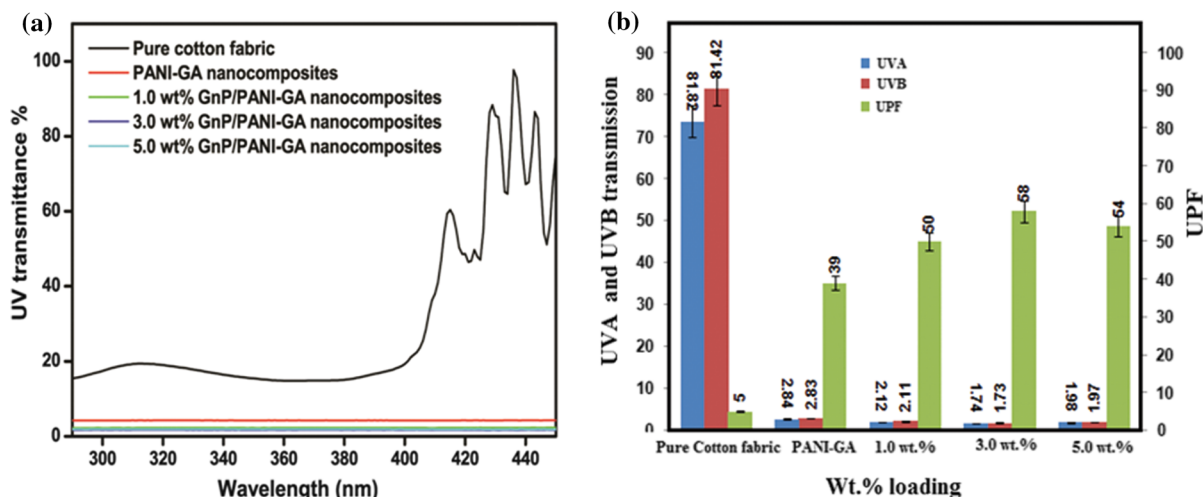 (a)
UV transmittance %
100
80
60
40
20
0
Pure cotton fabric
PANI-GA nanocomposites
1.0 wt% GnP/PANI-GA nanocomposites
3.0 wt% GnP/PANI-GA nanocomposites
5.0 wt% GnP/PANI-GA nanocomposites
300 320 340 360 380 400 420 440
Wavelength (nm)
(b)
UVA and UVB transmission
90
80
70
60
50
40
30
20
10
0
UVA
UVB
UPF
81.82 81.42 5
2.84 2.83 39
2.12 2.11 50
1.74 1.73 58
1.98 1.97 54
100
90
80
70
60
50
40
30
20
10
0
UPF
Pure Cotton fabric PANI-GA 1.0 wt.% 3.0 wt.% 5.0 wt.%
Wt.% loading